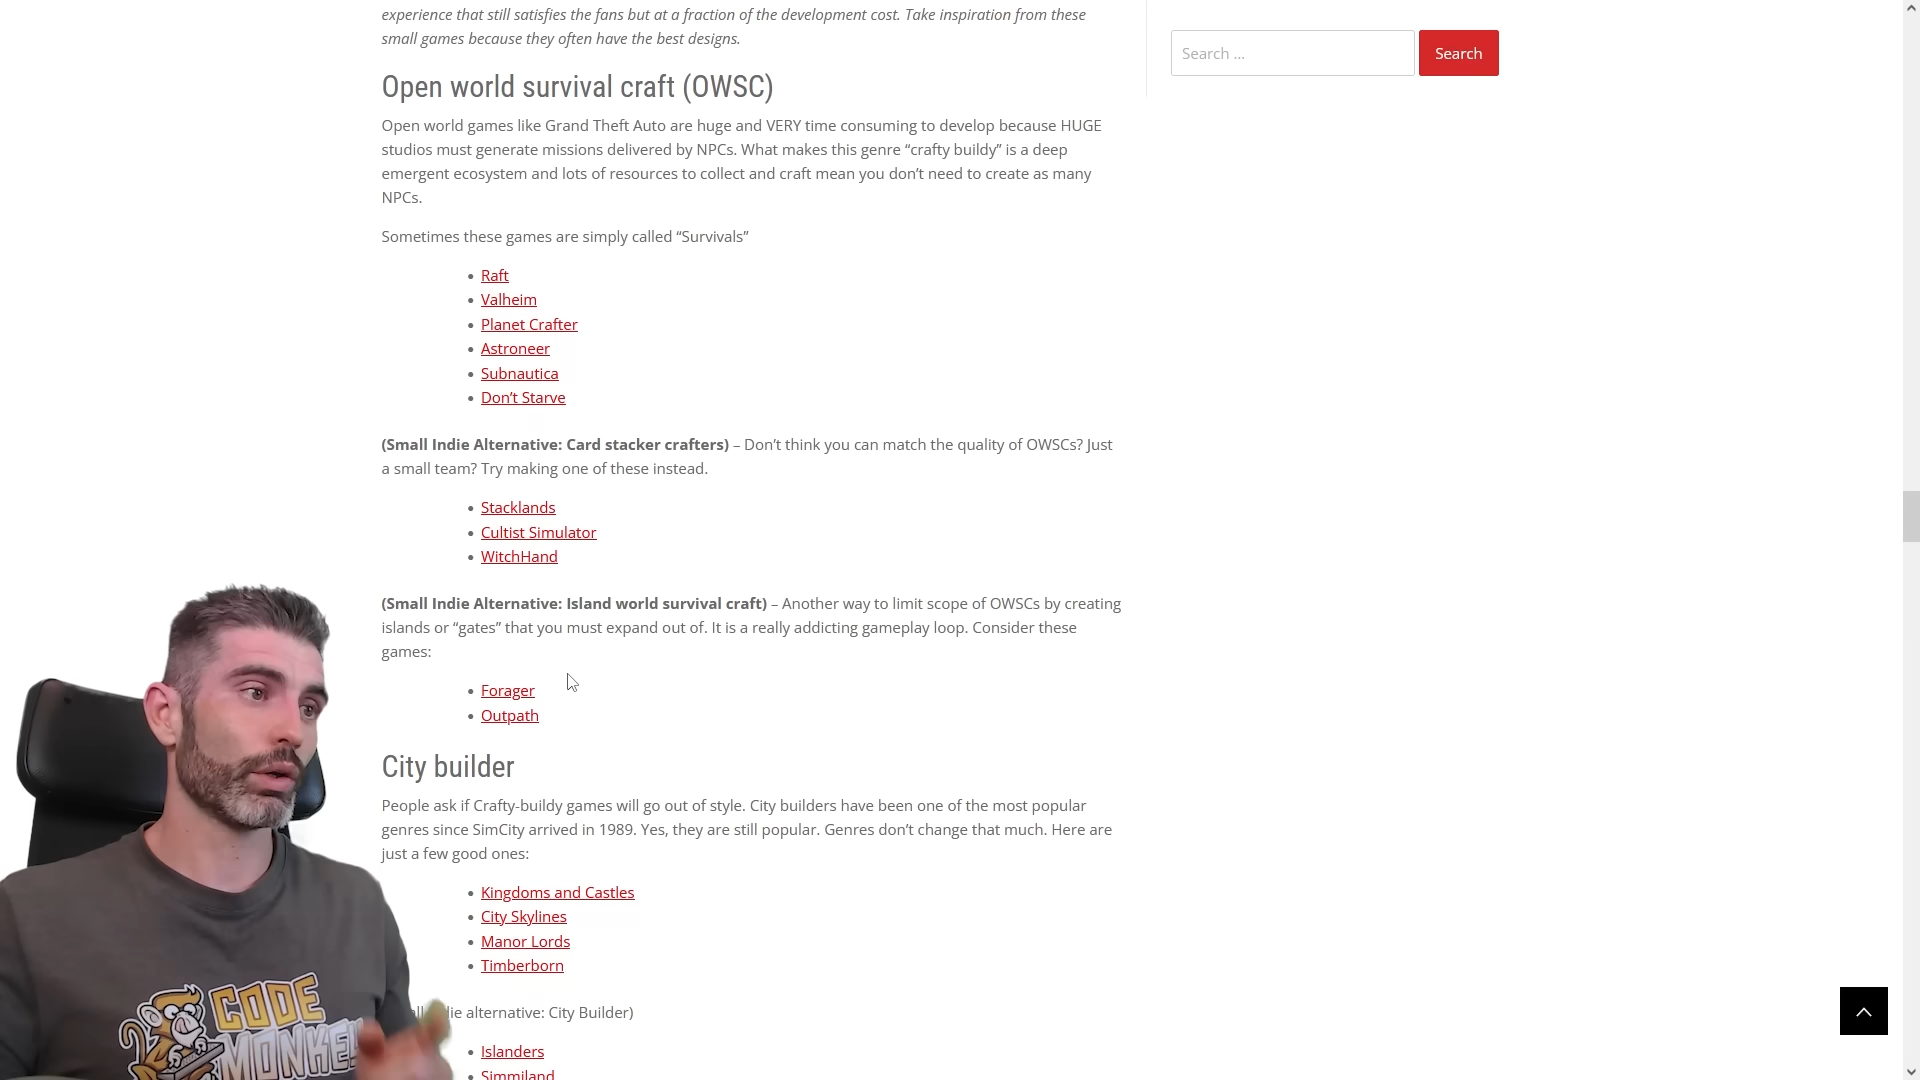 experience that still satisfies the fans but at a fraction of the development cost. Take inspiration from these
small games because they often have the best designs.
Search ...
Search
Open world survival craft (OWSC)
Open world games like Grand Theft Auto are huge and VERY time consuming to develop because HUGE
studios must generate missions delivered by NPCs. What makes this genre “crafty buildy” is a deep
emergent ecosystem and lots of resources to collect and craft mean you don’t need to create as many
NPCs.
Sometimes these games are simply called “Survivals”
Raft
Valheim
Planet Crafter
Astroneer
Subnautica
Don’t Starve
(Small Indie Alternative: Card stacker crafters) – Don’t think you can match the quality of OWSCs? Just
a small team? Try making one of these instead.
Stacklands
Cultist Simulator
WitchHand
(Small Indie Alternative: Island world survival craft) – Another way to limit scope of OWSCs by creating
islands or “gates” that you must expand out of. It is a really addicting gameplay loop. Consider these
games:
Forager
Outpath
City builder
People ask if Crafty-buildy games will go out of style. City builders have been one of the most popular
genres since SimCity arrived in 1989. Yes, they are still popular. Genres don’t change that much. Here are
just a few good ones:
Kingdoms and Castles
City Skylines
Manor Lords
Timberborn
alternative: City Builder)
Islanders
Simmiland
CODE
MONKEY